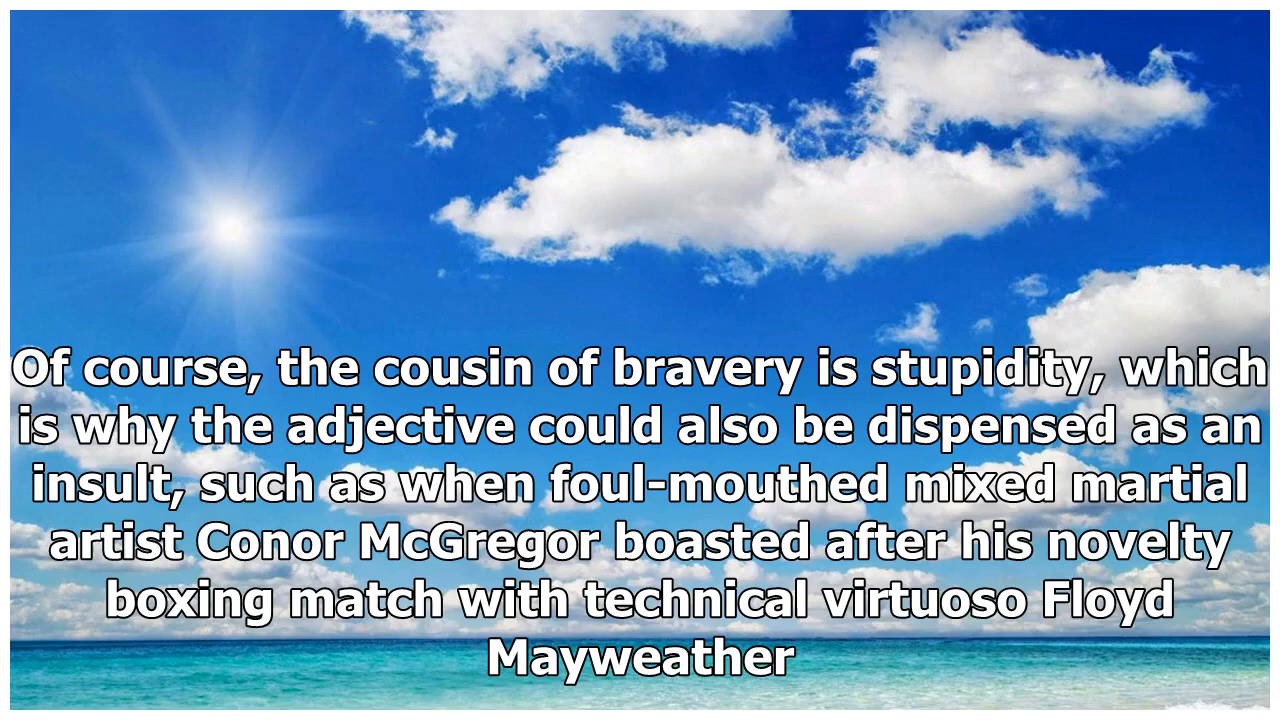 Of course, the cousin of bravery is stupidity, which
is why the adjective could also be dispensed as an
insult, such as when foul-mouthed mixed martial
artist Conor McGregor boasted after his novelty
boxing match with technical virtuoso Floyd
Mayweather